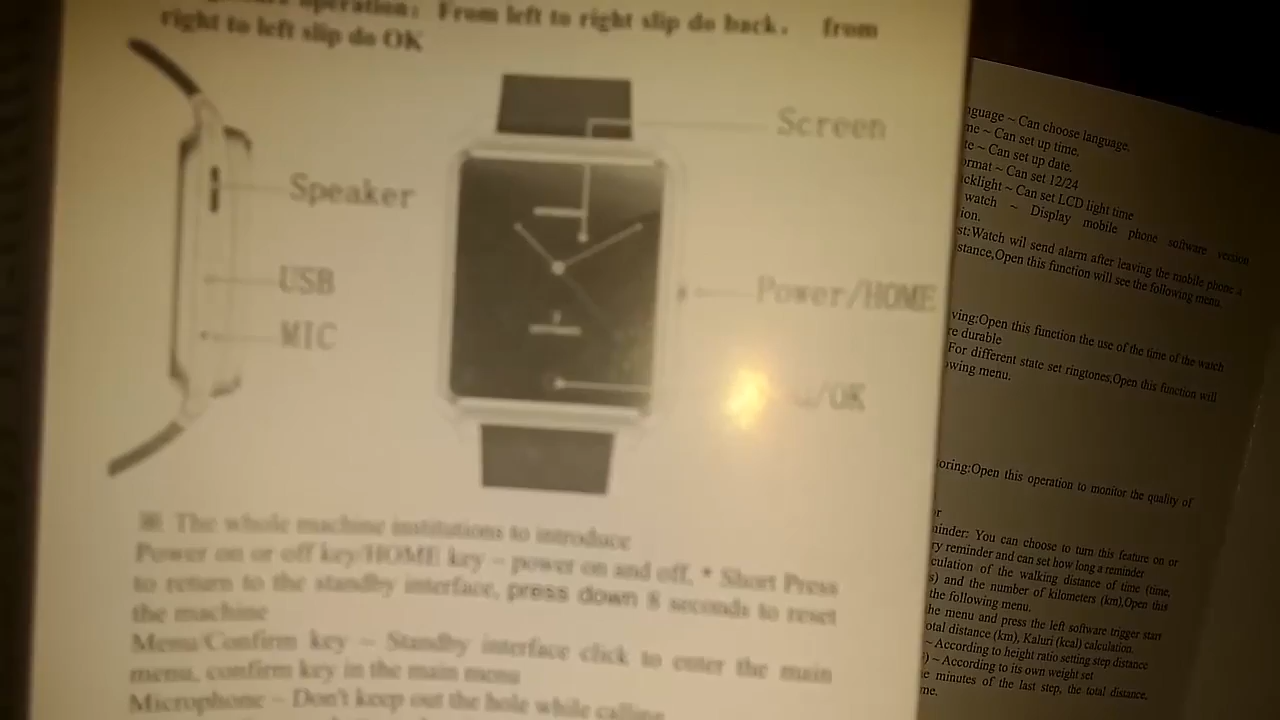 operation: From left to right slip do back. from
right to left slip do OK
Screen
Speaker
USB
Power/HOME
MIC
/OK
※ The whole machine institutions to introduce
Power on or off key/HOME key ~ power on and off, * Short Press
to return to the standby interface, press down 8 seconds to reset
the machine
Menu/Confirm key ~ Standby interface click to enter the main
menu, confirm key in the main menu
Microphone ~ Don't keep out the hole while calling
nguage ~ Can choose language.
me ~ Can set up time.
te ~ Can set up date.
ormat ~ Can set 12/24
cklight ~ Can set LCD light time
watch ~ Display mobile phone software version
ion.
st:Watch wil send alarm after leaving the mobile phone a
stance,Open this function will see the following menu.
ving:Open this function the use of the time of the watch
re durable
For different state set ringtones,Open this function will
owing menu.
oring:Open this operation to monitor the quality of
r
ainder: You can choose to turn this feature on or
ry reminder and can set how long a reminder
culation of the walking distance of time (time,
s) and the number of kilometers (km),Open this
the following menu.
he menu and press the left software trigger start
otal distance (km), Kaluri (kcal) calculation.
~ According to height ratio setting step distance
) ~ According to its own weight set
e minutes of the last step, the total distance,
me.